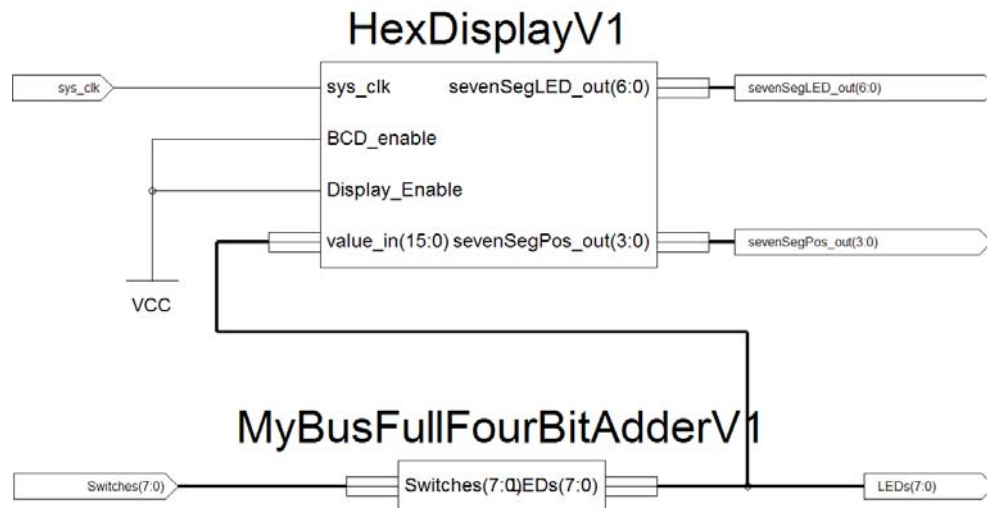 HexDisplayV1
sys_clk
sys_clk
sevenSegLED_out(6:0)
sevenSegLED_out(6:0)
BCD_enable
Display_Enable
value_in(15:0)
sevenSegPos_out(3:0)
sevenSegPos_out(3:0)
VCC
MyBusFullFourBitAdderV1
Switches(7:0)
Switches(7:0)
LEDs(7:0)
LEDs(7:0)